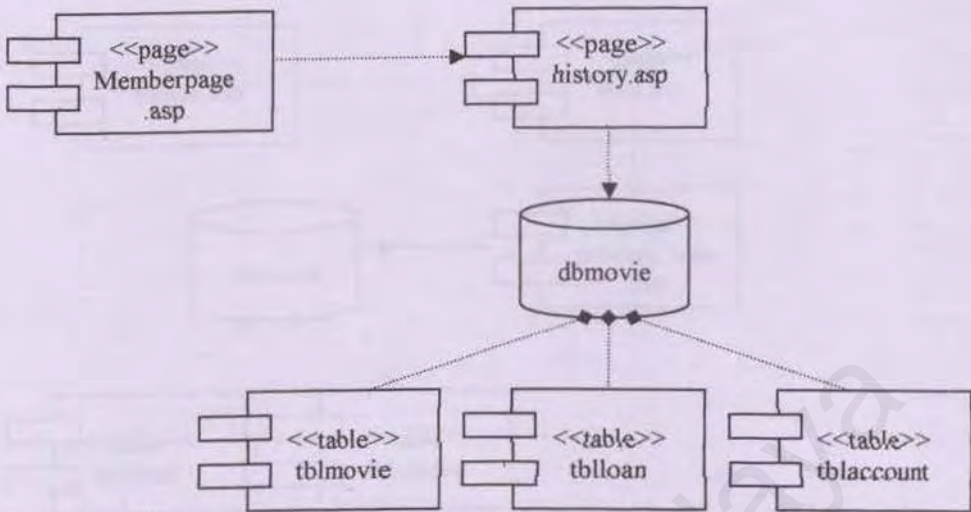 <<page>>
Memberpage
.asp
<<page>>
history.asp
dbmovie
<<table>>
tblmovie
<<table>>
tblloan
<<table>>
tblaccount